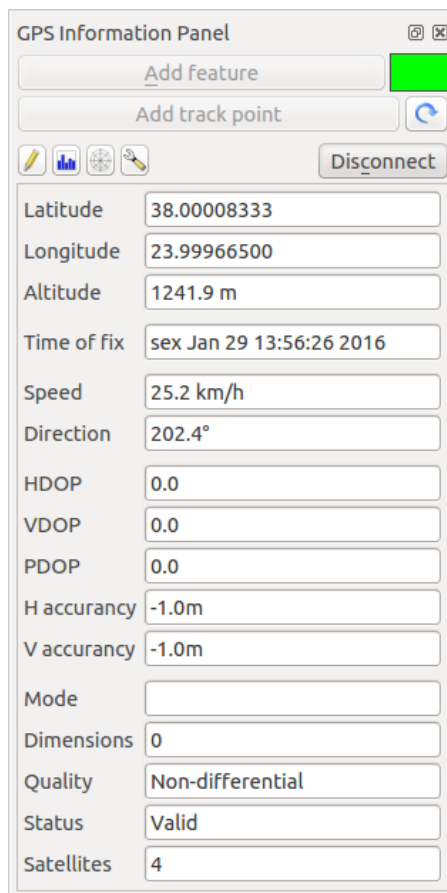 GPS Information Panel
Add feature
Add track point
Disconnect
Latitude 38.00008333
Longitude 23.99966500
Altitude 1241.9 m
Time of fix sex Jan 29 13:56:26 2016
Speed 25.2 km/h
Direction 202.4°
HDOP 0.0
VDOP 0.0
PDOP 0.0
H accurancy -1.0m
V accurancy -1.0m
Mode
Dimensions 0
Quality Non-differential
Status Valid
Satellites 4